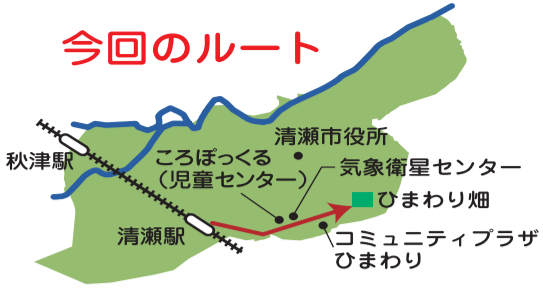 今回のルート
清瀬市役所
秋津駅
ころぽっくる
（児童センター）
気象衛星センター
ひまわり畑
清瀬駅
コミュニティプラザ
ひまわり